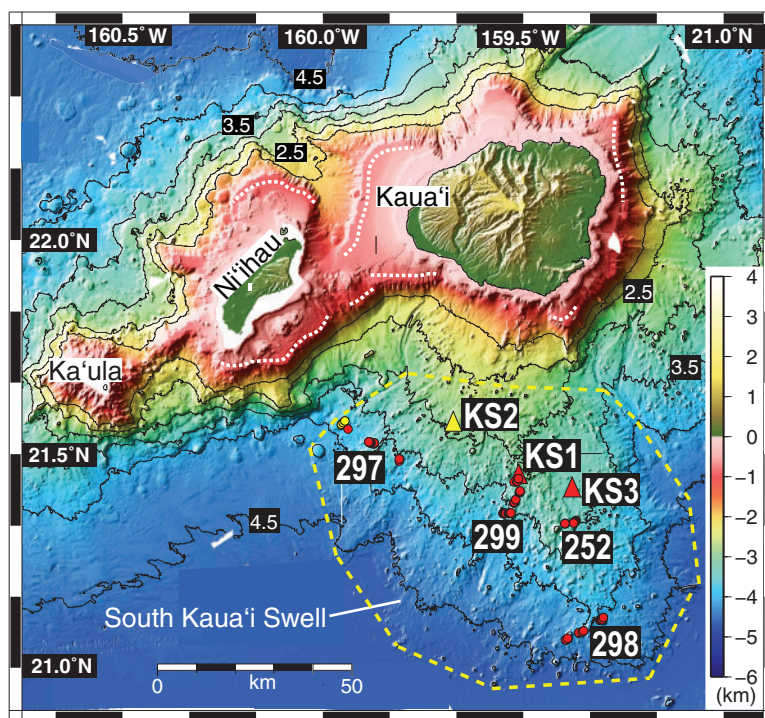 160.5° W
160.0° W
159.5° W
21.0° N
4.5
3.5
2.5
Kaua‘i
22.0°N
Ni‘ihau
2.5
Ka‘ula
3.5
KS2
21.5°N
297
KS1
KS3
299
252
4.5
South Kaua‘i Swell
298
21.0°N
0
50
km
4
3
2
1
0
−1
−2
−3
−4
−5
−6
(km)